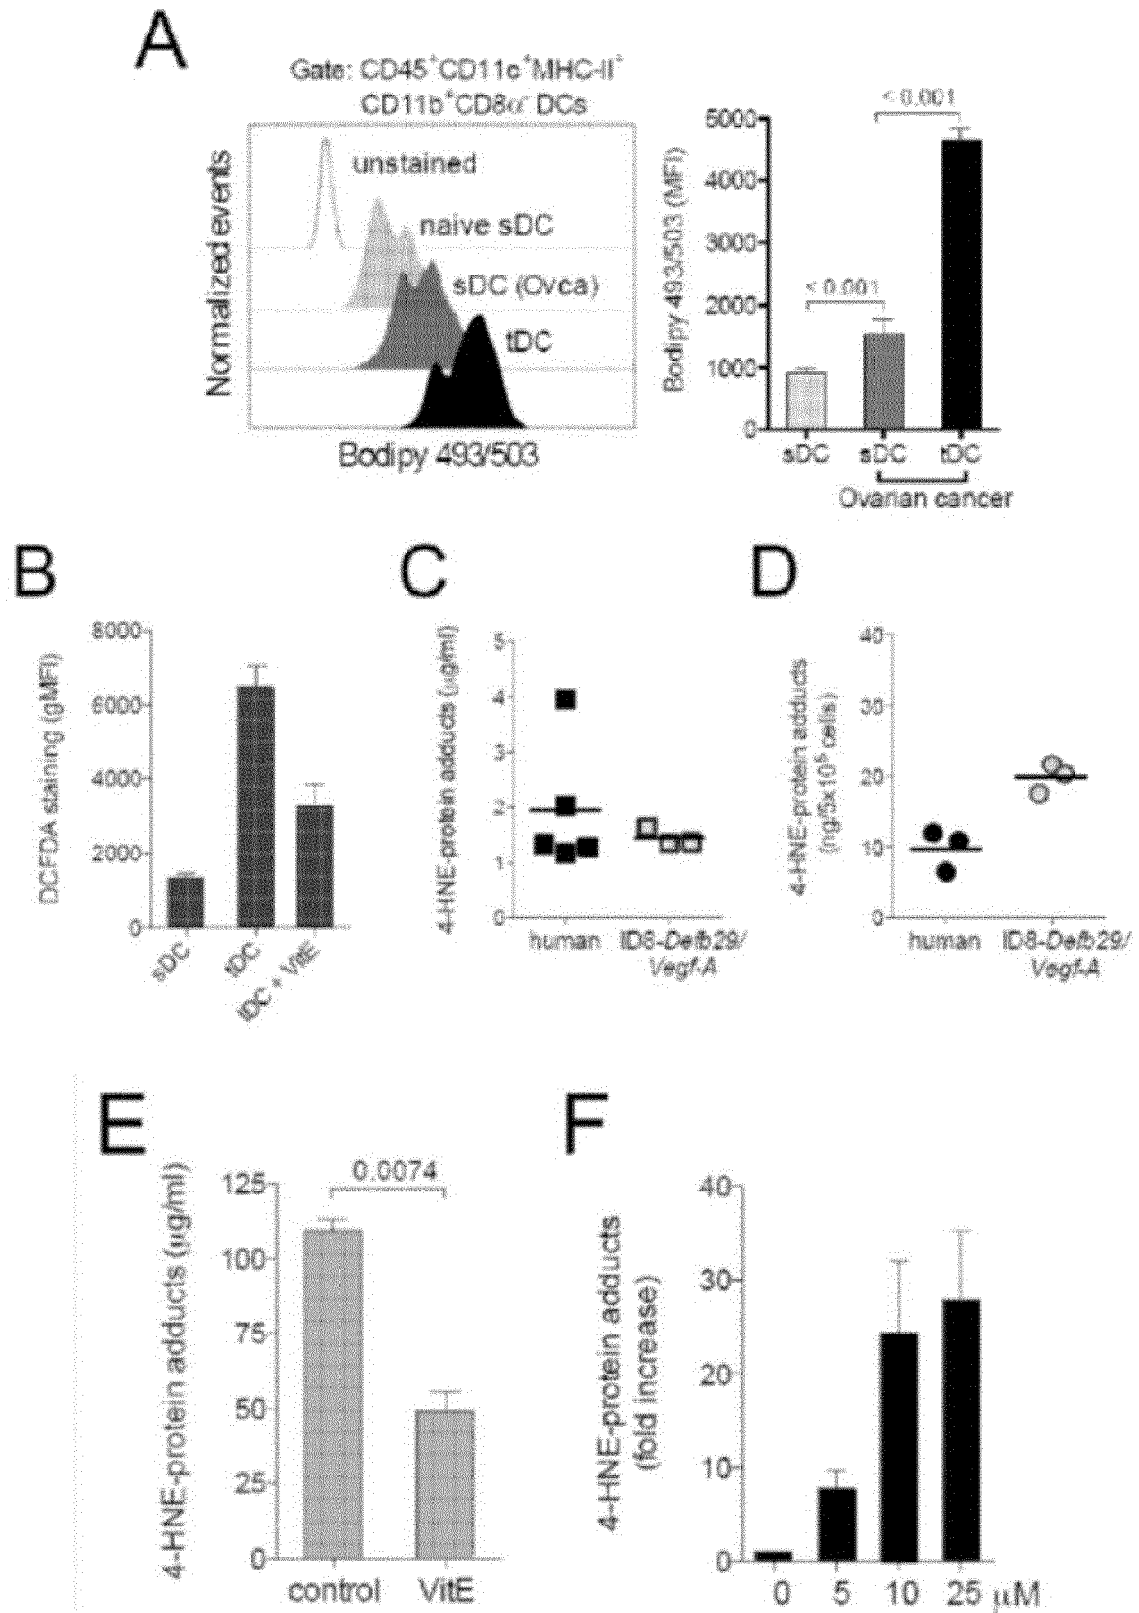 A
Gate: CD45⁺CD11c⁺MHC-II⁺
CD11b⁺CD8α⁻ DCs
Normalized events
unstained
naive sDC
sDC (Ovca)
tDC
Bodipy 493/503
Bodipy 493/503 (MFI)
5000
4000
3000
2000
1000
0
< 0.001
< 0.001
sDC
sDC
tDC
Ovarian cancer
B
DCFDA staining (gMFI)
8000
6000
4000
2000
0
sDC
tDC
tDC + VitE
C
4-HNE-protein adducts (µg/ml)
5
4
3
2
1
0
human
ID8-Defb29/
Vegf-A
D
4-HNE-protein adducts
(ng/5x10⁵ cells)
40
30
20
10
0
human
ID8-Defb29/
Vegf-A
E
4-HNE-protein adducts (µg/ml)
125
100
75
50
25
0
0.0074
control
VitE
F
4-HNE-protein adducts
(fold increase)
40
30
20
10
0
0 5 10 25 µM